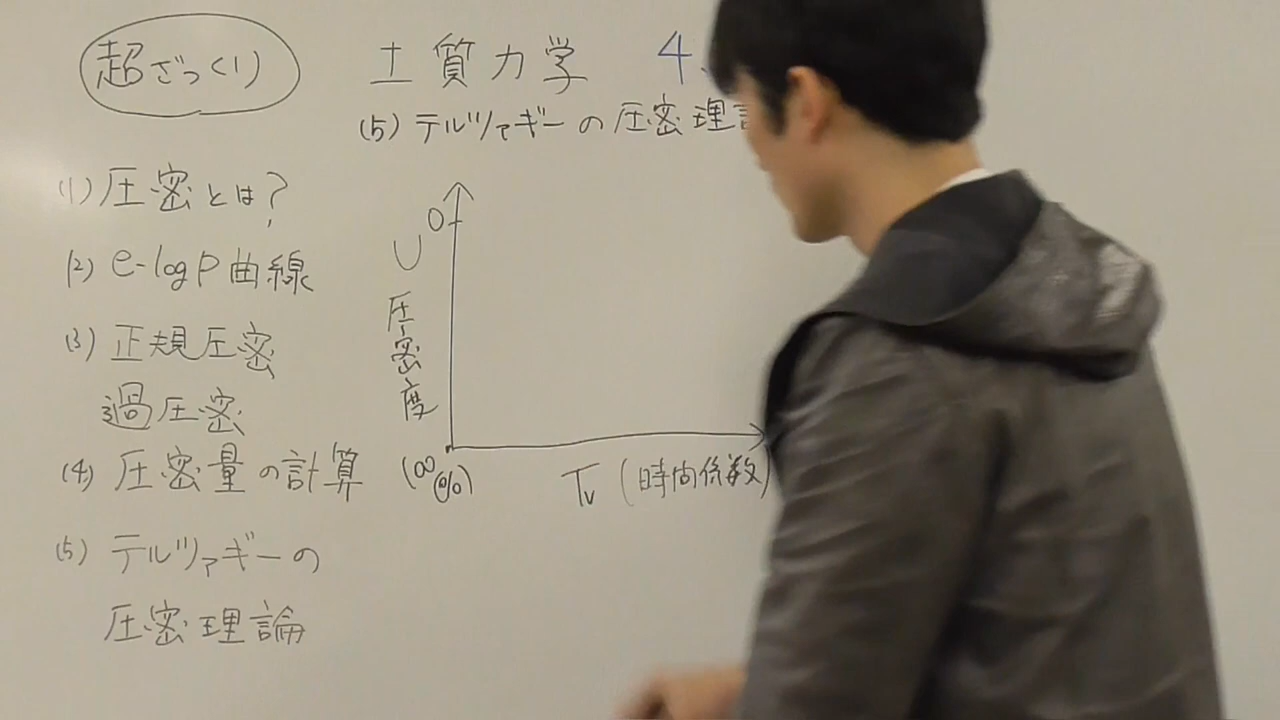 超ざっくり
土質力学 4.
(5) テルツァギーの圧密理
(1) 圧密とは?
(2) e-logP曲線
(3) 正規圧密
過圧密
(4) 圧密量の計算
(5) テルツァギーの
圧密理論
0
U
圧密度
100
(%)
Tv (時間係数)